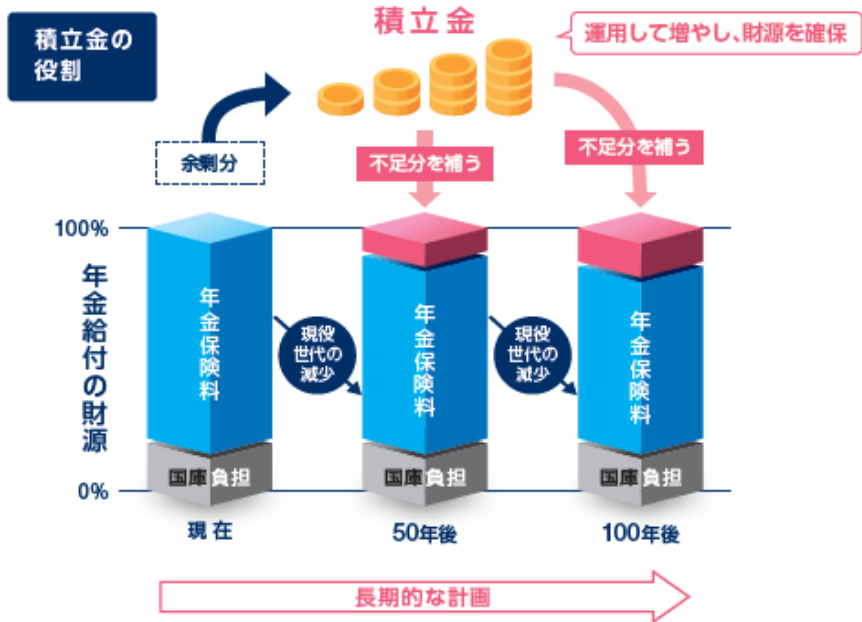 積立金の
役割
積立金
運用して増やし、財源を確保
余剰分
不足分を補う
不足分を補う
100%
年金給付の財源
0%
年金保険料
国庫負担
現在
現役
世代の
減少
年金保険料
国庫負担
50年後
現役
世代の
減少
年金保険料
国庫負担
100年後
長期的な計画